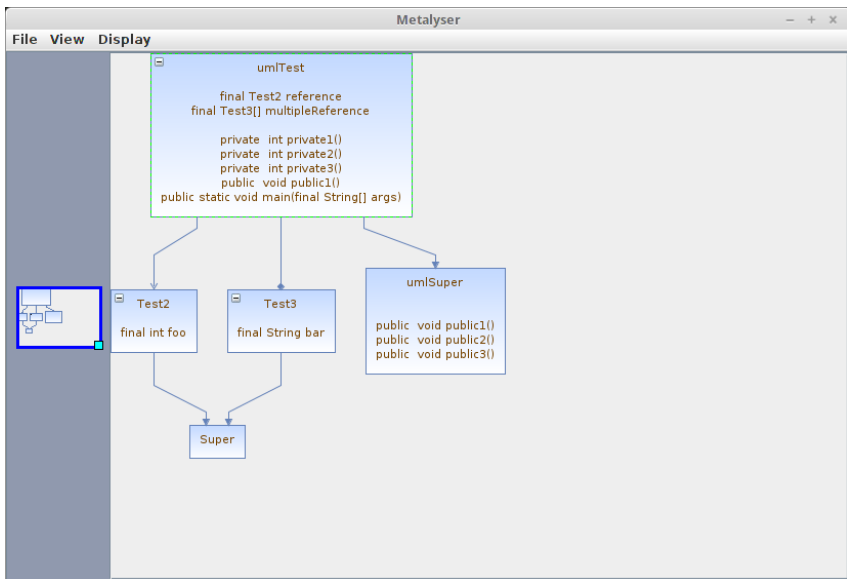 Metalyser
File View Display
umlTest
final Test2 reference
final Test3[] multipleReference
private int private1()
private int private2()
private int private3()
public void public1()
public static void main(final String[] args)
Test2
final int foo
Test3
final String bar
umlSuper
public void public1()
public void public2()
public void public3()
Super